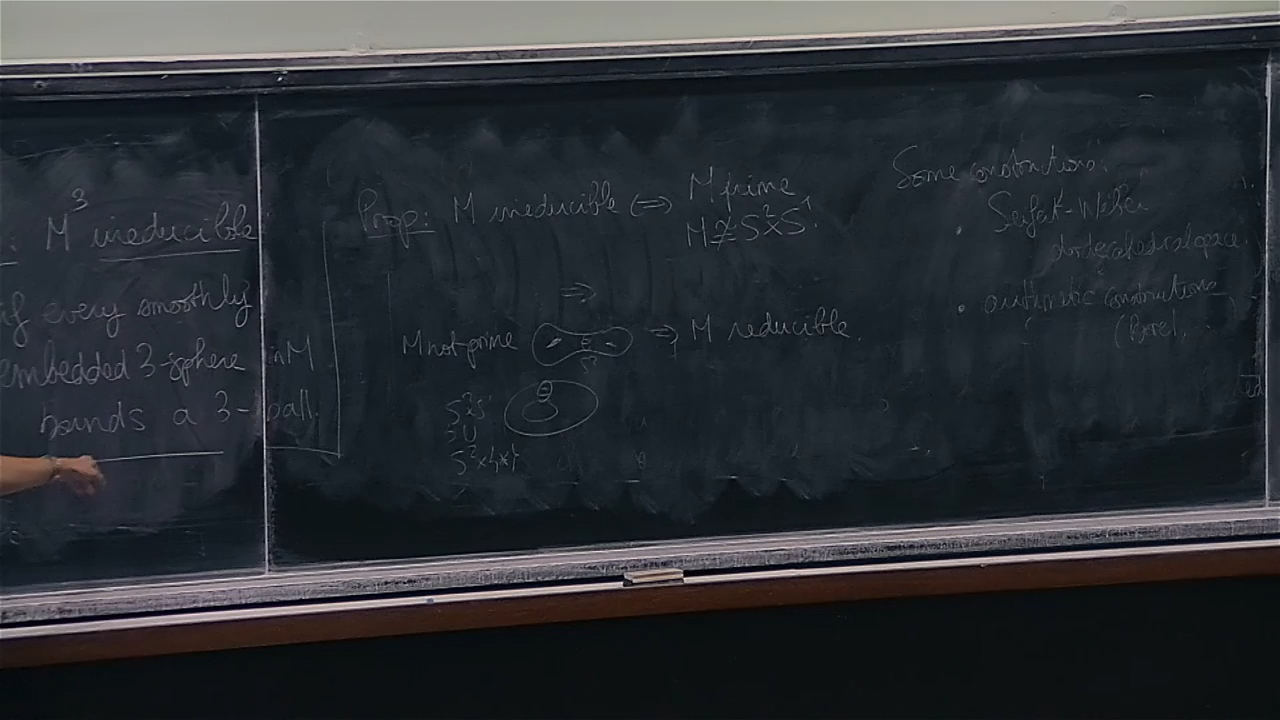 : M³ irreducible
if every smoothly
embedded 3-sphere in M
bounds a 3-ball.
Prop: M irreducible ⟺ M prime
M ≇ S²×S¹.
⟹
M not prime ⟹ M reducible.
S²×S¹
∪
S²×{*}
Some constructions:
• Seifert-Weber
dodecahedral space.
• arithmetic constructions
(Borel,